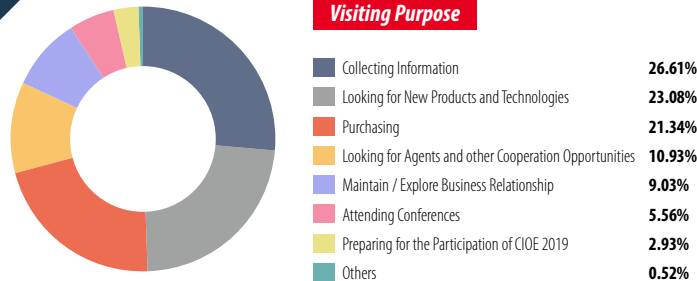 Visiting Purpose
Collecting Information 26.61%
Looking for New Products and Technologies 23.08%
Purchasing 21.34%
Looking for Agents and other Cooperation Opportunities 10.93%
Maintain / Explore Business Relationship 9.03%
Attending Conferences 5.56%
Preparing for the Participation of CIOE 2019 2.93%
Others 0.52%